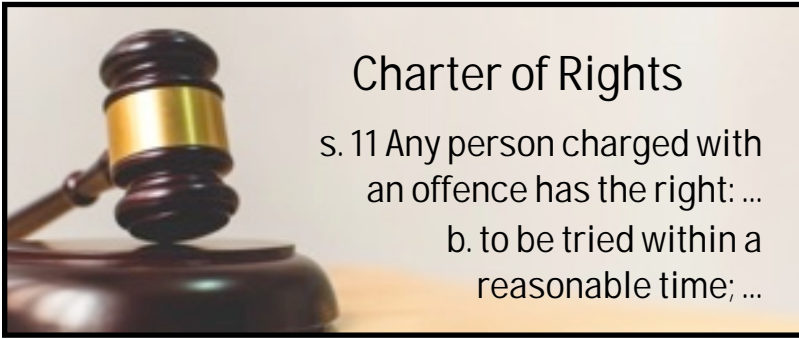 Charter of Rights
s. 11 Any person charged with
an offence has the right: ...
b. to be tried within a
reasonable time; ...